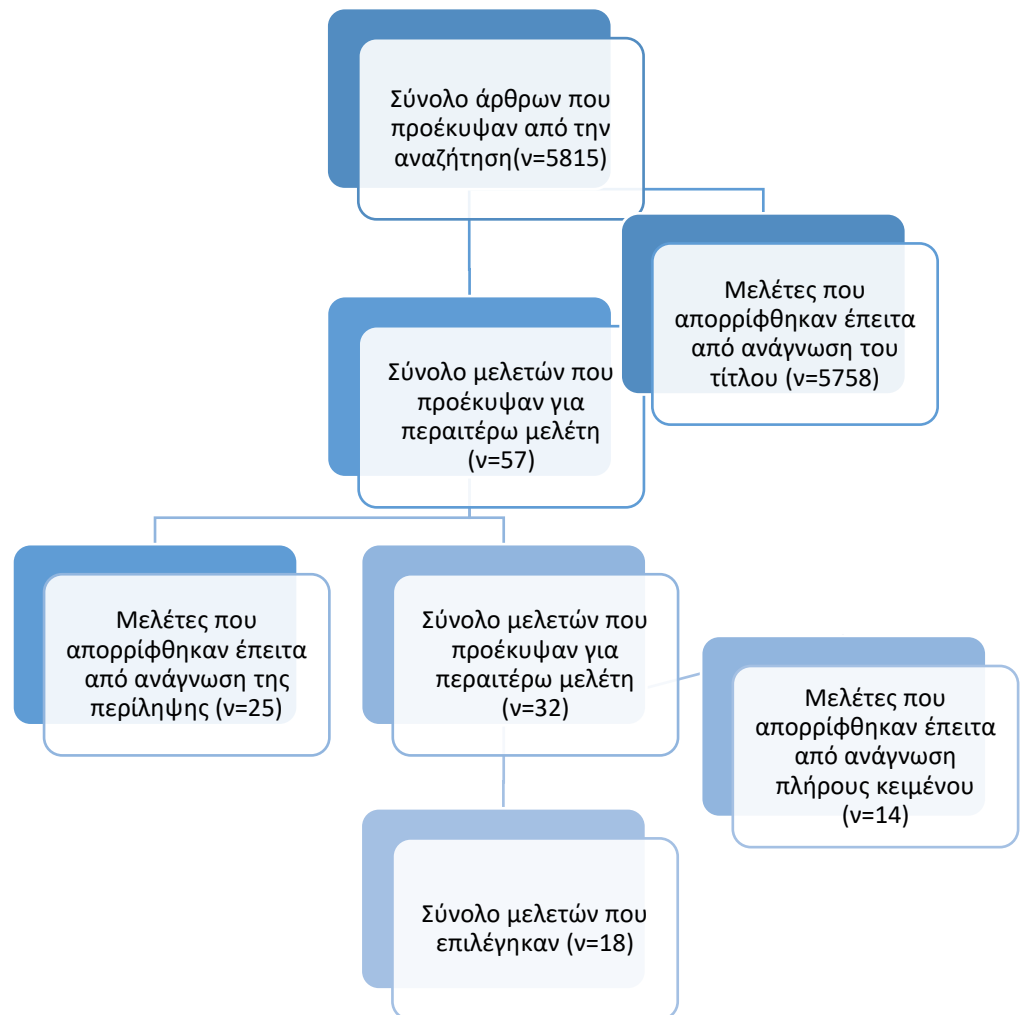 Σύνολο άρθρων που
προέκυψαν από την
αναζήτηση(ν=5815)
Μελέτες που
απορρίφθηκαν έπειτα
από ανάγνωση του
τίτλου (ν=5758)
Σύνολο μελετών που
προέκυψαν για
περαιτέρω μελέτη
(ν=57)
Μελέτες που
απορρίφθηκαν έπειτα
από ανάγνωση της
περίληψης (ν=25)
Σύνολο μελετών που
προέκυψαν για
περαιτέρω μελέτη
(ν=32)
Μελέτες που
απορρίφθηκαν έπειτα
από ανάγνωση
πλήρους κειμένου
(ν=14)
Σύνολο μελετών που
επιλέγηκαν (ν=18)